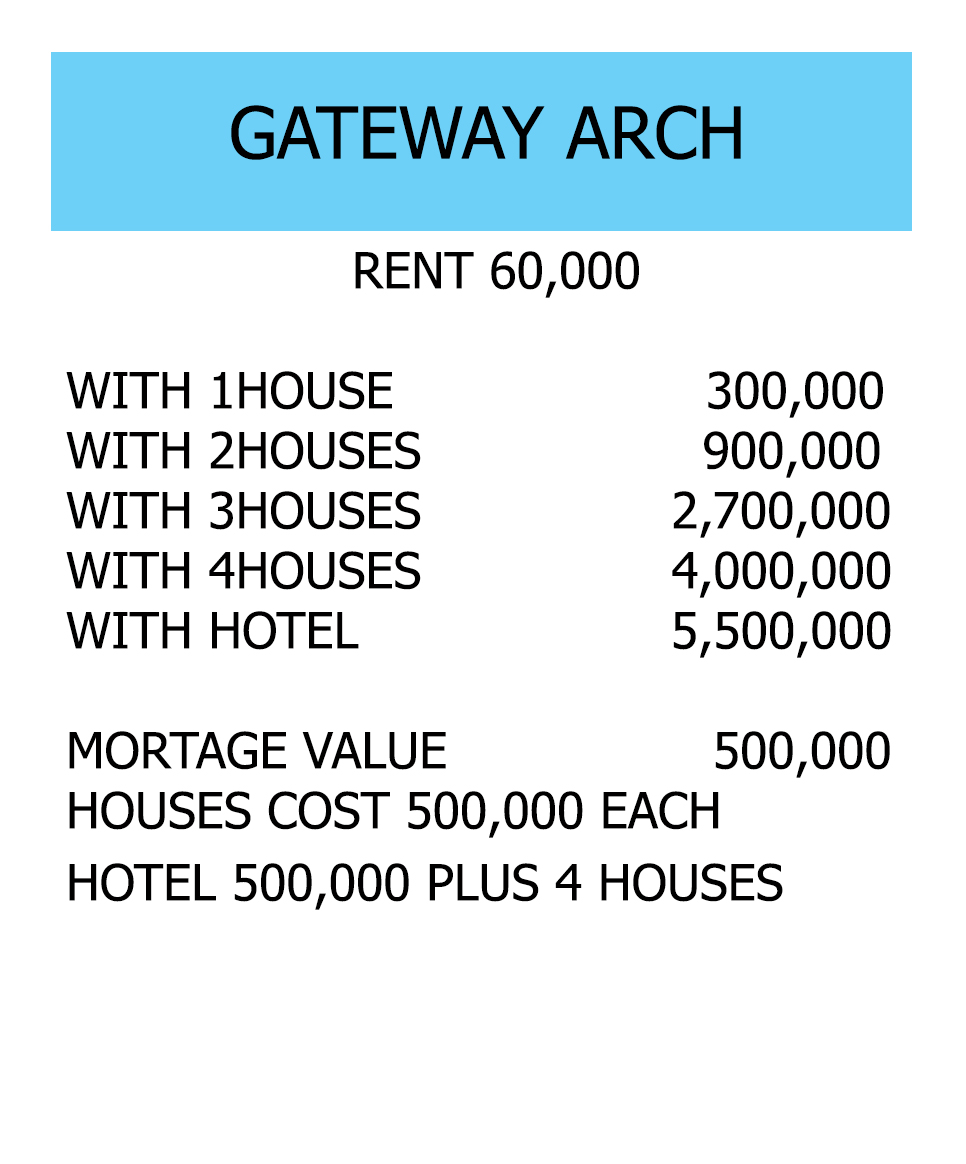 GATEWAY ARCH
RENT 60,000
WITH 1HOUSE 300,000
WITH 2HOUSES 900,000
WITH 3HOUSES 2,700,000
WITH 4HOUSES 4,000,000
WITH HOTEL 5,500,000
MORTAGE VALUE 500,000
HOUSES COST 500,000 EACH
HOTEL 500,000 PLUS 4 HOUSES